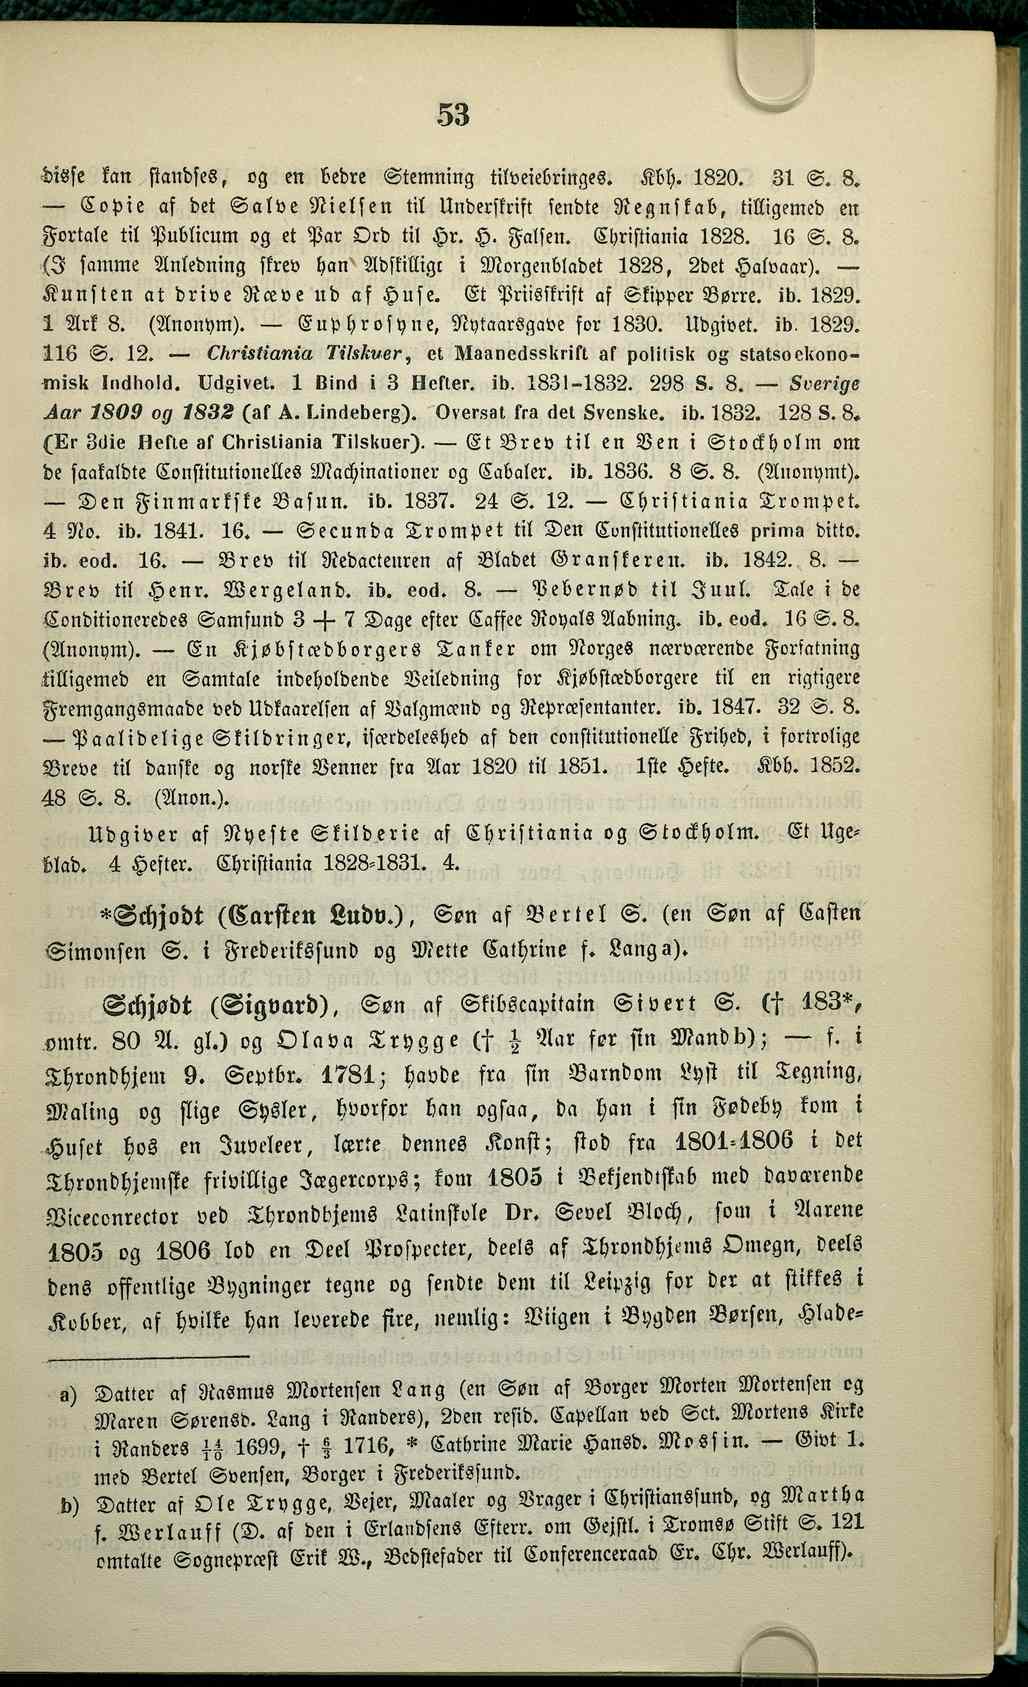 53
disse kan standses, og en bedre Stemning tilveiebringes. Kbh. 1820. 31 S. 8.
— Copie af det Salve Nielsen til Underskrift sendte Regnskab, tilligemed en
Fortale til Publicum og et Par Ord til Hr. H. Falsen. Christiania 1828. 16 S. 8.
(I samme Anledning skrev han Adskilligt i Morgenbladet 1828, 2det Halvaar). —
Kunsten at drive Ræve ud af Huse. Et Priisskrift af Skipper Børre. ib. 1829.
1 Ark 8. (Anonym). — Euphrosyne, Nytaarsgave for 1830. Udgivet. ib. 1829.
116 S. 12. — Christiania Tilskuer, et Maanedsskrift af politisk og statsoekono-
misk Indhold. Udgivet. 1 Bind i 3 Hefter. ib. 1831-1832. 298 S. 8. — Sverige
Aar 1809 og 1832 (af A. Lindeberg). Oversat fra det Svenske. ib. 1832. 128 S. 8.
(Er 3die Hefte af Christiania Tilskuer). — Et Brev til en Ven i Stockholm om
de saakaldte Constitutionelles Machinationer og Cabaler. ib. 1836. 8 S. 8. (Anonymt).
— Den Finmarkske Basun. ib. 1837. 24 S. 12. — Christiania Trompet.
4 No. ib. 1841. 16. — Secunda Trompet til Den Constitutionelles prima ditto.
ib. eod. 16. — Brev til Redacteuren af Bladet Granskeren. ib. 1842. 8. —
Brev til Henr. Wergeland. ib. eod. 8. — Pebernød til Juul. Tale i de
Conditioneredes Samfund 3 + 7 Dage efter Caffee Royals Aabning. ib. eod. 16 S. 8.
(Anonym). — En Kjøbstædborgers Tanker om Norges nærværende Forfatning
tilligemed en Samtale indeholdende Veiledning for Kjøbstædborgere til en rigtigere
Fremgangsmaade ved Udkaarelsen af Valgmænd og Repræsentanter. ib. 1847. 32 S. 8.
— Paalidelige Skildringer, isærdeleshed af den constitutionelle Frihed, i fortrolige
Breve til danske og norske Venner fra Aar 1820 til 1851. 1ste Hefte. Kbh. 1852.
48 S. 8. (Anon.).
Udgiver af Nyeste Skilderie af Christiania og Stockholm. Et Uge-
blad. 4 Hefter. Christiania 1828-1831. 4.
*Schjodt (Carsten Ludv.), Søn af Bertel S. (en Søn af Casten
Simonsen S. i Frederikssund og Mette Cathrine f. Lang a).
Schjødt (Sigvard), Søn af Skibscapitain Sivert S. († 183*,
omtr. 80 A. gl.) og Olava Trygge († ½ Aar før sin Mand b); — f. i
Throndhjem 9. Septbr. 1781; havde fra sin Barndom Lyst til Tegning,
Maling og slige Sysler, hvorfor han ogsaa, da han i sin Fødeby kom i
Huset hos en Juveleer, lærte dennes Konst; stod fra 1801-1806 i det
Throndhjemske frivillige Jægercorps; kom 1805 i Bekjendtskab med daværende
Viceconrector ved Throndhjems Latinskole Dr. Sevel Bloch, som i Aarene
1805 og 1806 lod en Deel Prospecter, deels af Throndhjems Omegn, deels
dens offentlige Bygninger tegne og sendte dem til Leipzig for der at stikkes i
Kobber, af hvilke han leverede fire, nemlig: Viigen i Bygden Børsen, Hlade-
a) Datter af Rasmus Mortensen Lang (en Søn af Borger Morten Mortensen og
Maren Sørensd. Lang i Randers), 2den resid. Capellan ved Sct. Mortens Kirke
i Randers 14/10 1699, † 6/3 1716, * Cathrine Marie Hansd. Mossin. — Givt 1.
med Bertel Svensen, Borger i Frederikssund.
b) Datter af Ole Trygge, Vejer, Maaler og Vrager i Christianssund, og Martha
f. Werlauff (D. af den i Erlandsens Efterr. om Gejstl. i Tromsø Stift S. 121
omtalte Sognepræst Erik W., Bedstefader til Conferenceraad Er. Chr. Werlauff).